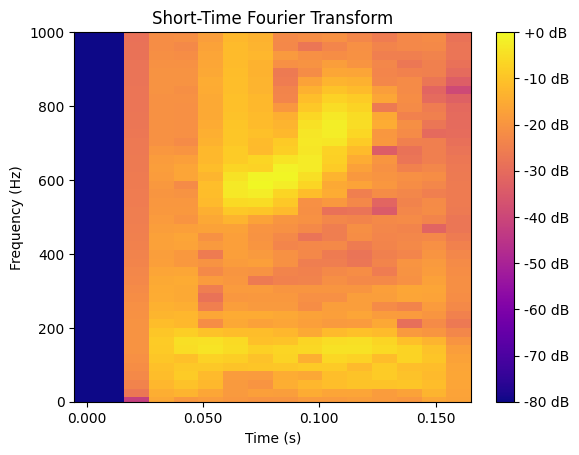 Short-Time Fourier Transform
1000
800
600
400
200
0
Frequency (Hz)
0.000
0.050
0.100
0.150
Time (s)
+0 dB
-10 dB
-20 dB
-30 dB
-40 dB
-50 dB
-60 dB
-70 dB
-80 dB